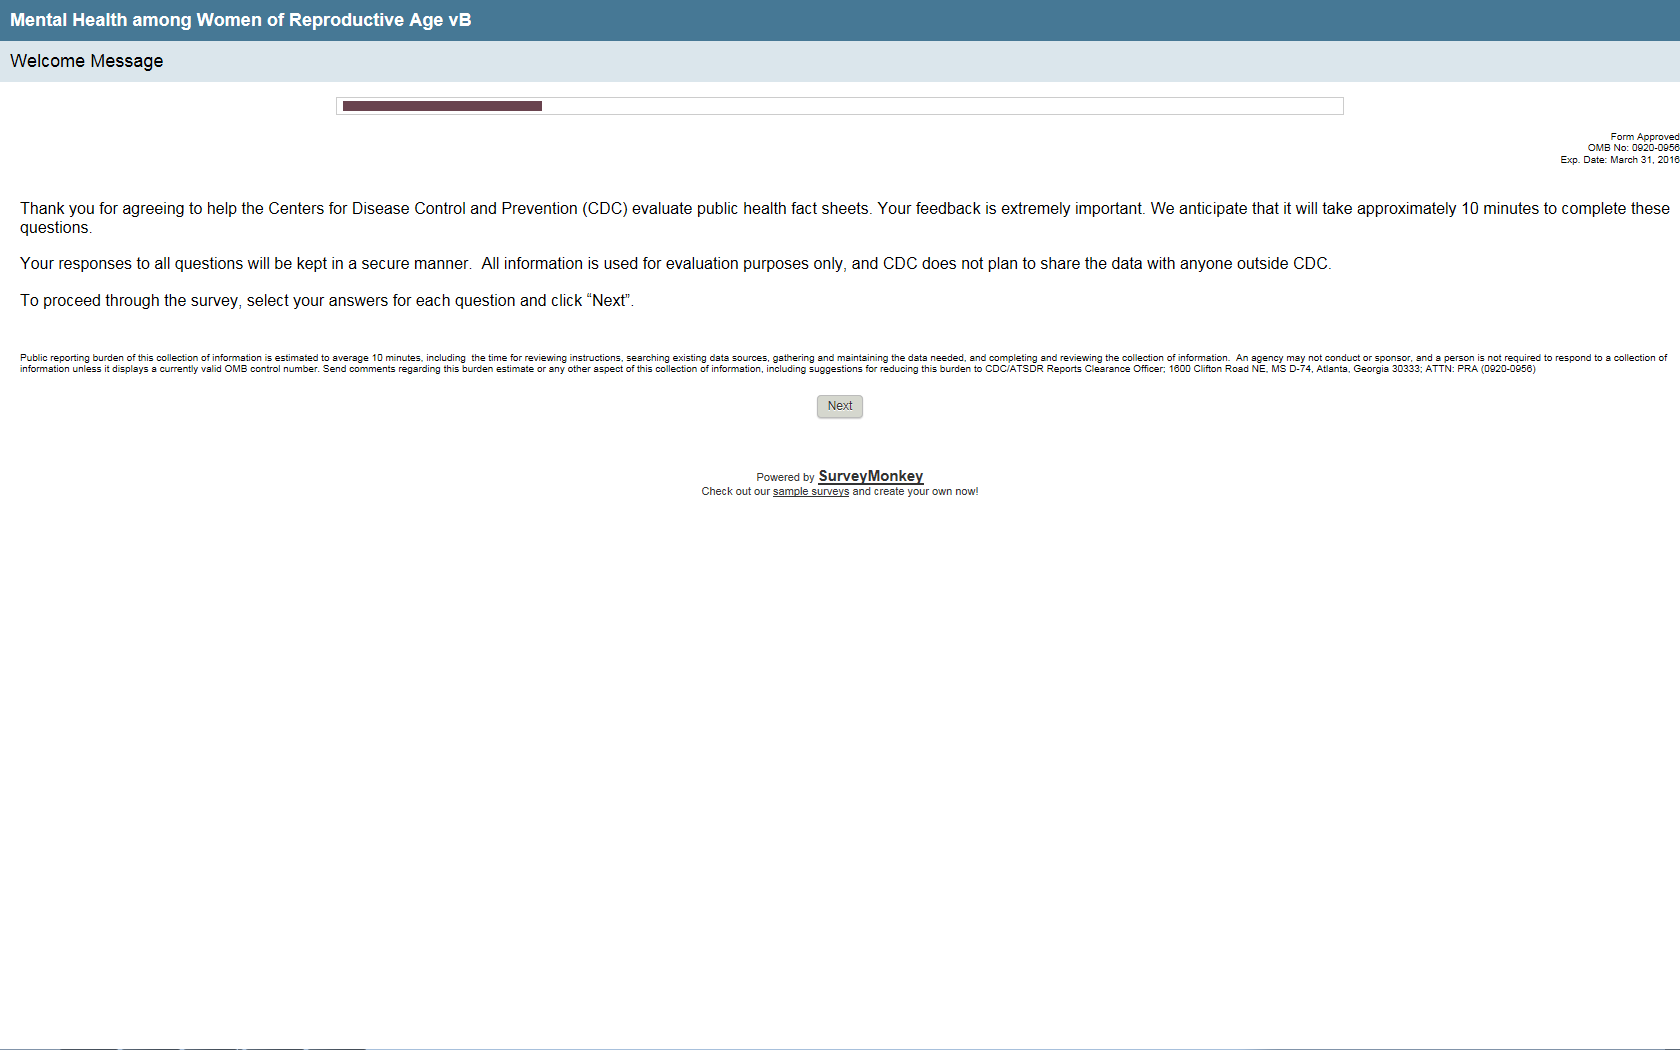 Mental Health among Women of Reproductive Age vB
Welcome Message
Form Approved
OMB No: 0920-0956
Exp. Date: March 31, 2016
Thank you for agreeing to help the Centers for Disease Control and Prevention (CDC) evaluate public health fact sheets. Your feedback is extremely important. We anticipate that it will take approximately 10 minutes to complete these
questions.
Your responses to all questions will be kept in a secure manner.  All information is used for evaluation purposes only, and CDC does not plan to share the data with anyone outside CDC.
To proceed through the survey, select your answers for each question and click “Next”.
Public reporting burden of this collection of information is estimated to average 10 minutes, including  the time for reviewing instructions, searching existing data sources, gathering and maintaining the data needed, and completing and reviewing the collection of information.  An agency may not conduct or sponsor, and a person is not required to respond to a collection of
information unless it displays a currently valid OMB control number. Send comments regarding this burden estimate or any other aspect of this collection of information, including suggestions for reducing this burden to CDC/ATSDR Reports Clearance Officer; 1600 Clifton Road NE, MS D-74, Atlanta, Georgia 30333; ATTN: PRA (0920-0956)
Next
Powered by SurveyMonkey
Check out our sample surveys and create your own now!